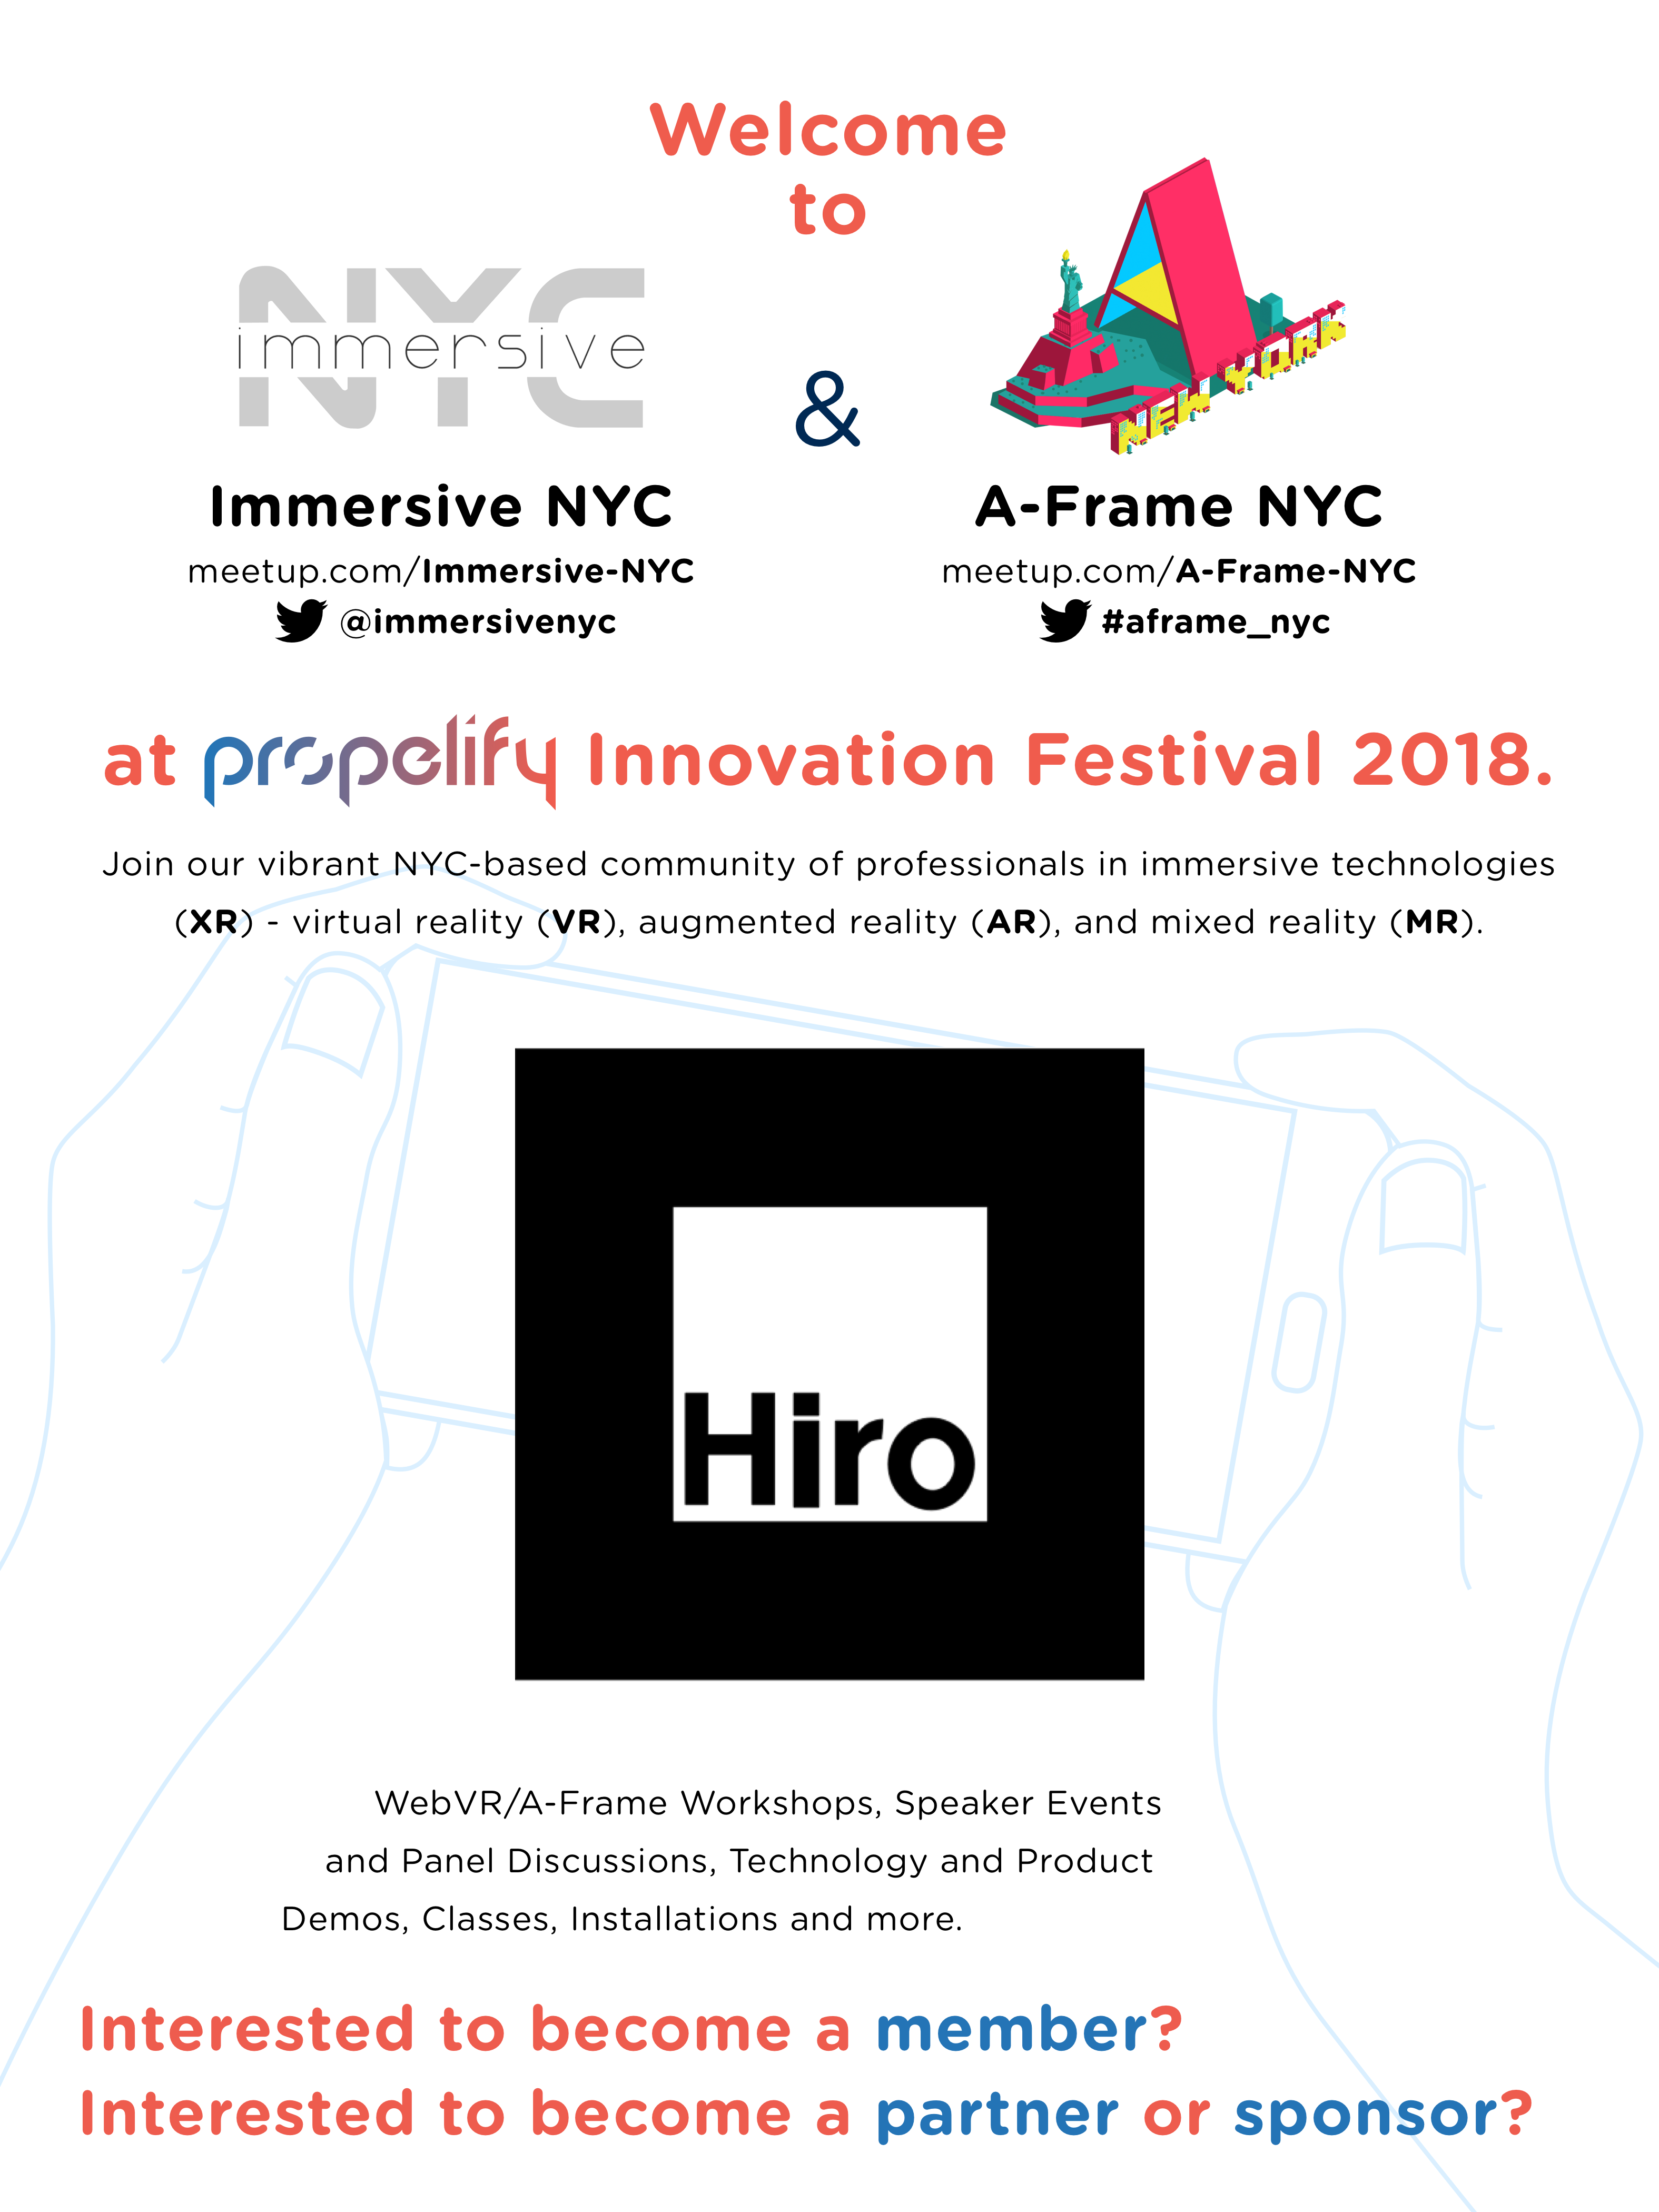 Welcome
to
NYC
immersive
NEW YORK
&
Immersive NYC
meetup.com/Immersive-NYC
@immersivenyc
A-Frame NYC
meetup.com/A-Frame-NYC
#aframe_nyc
at propelify Innovation Festival 2018.
Join our vibrant NYC-based community of professionals in immersive technologies
(XR) - virtual reality (VR), augmented reality (AR), and mixed reality (MR).
Hiro
WebVR/A-Frame Workshops, Speaker Events
and Panel Discussions, Technology and Product
Demos, Classes, Installations and more.
Interested to become a member?
Interested to become a partner or sponsor?